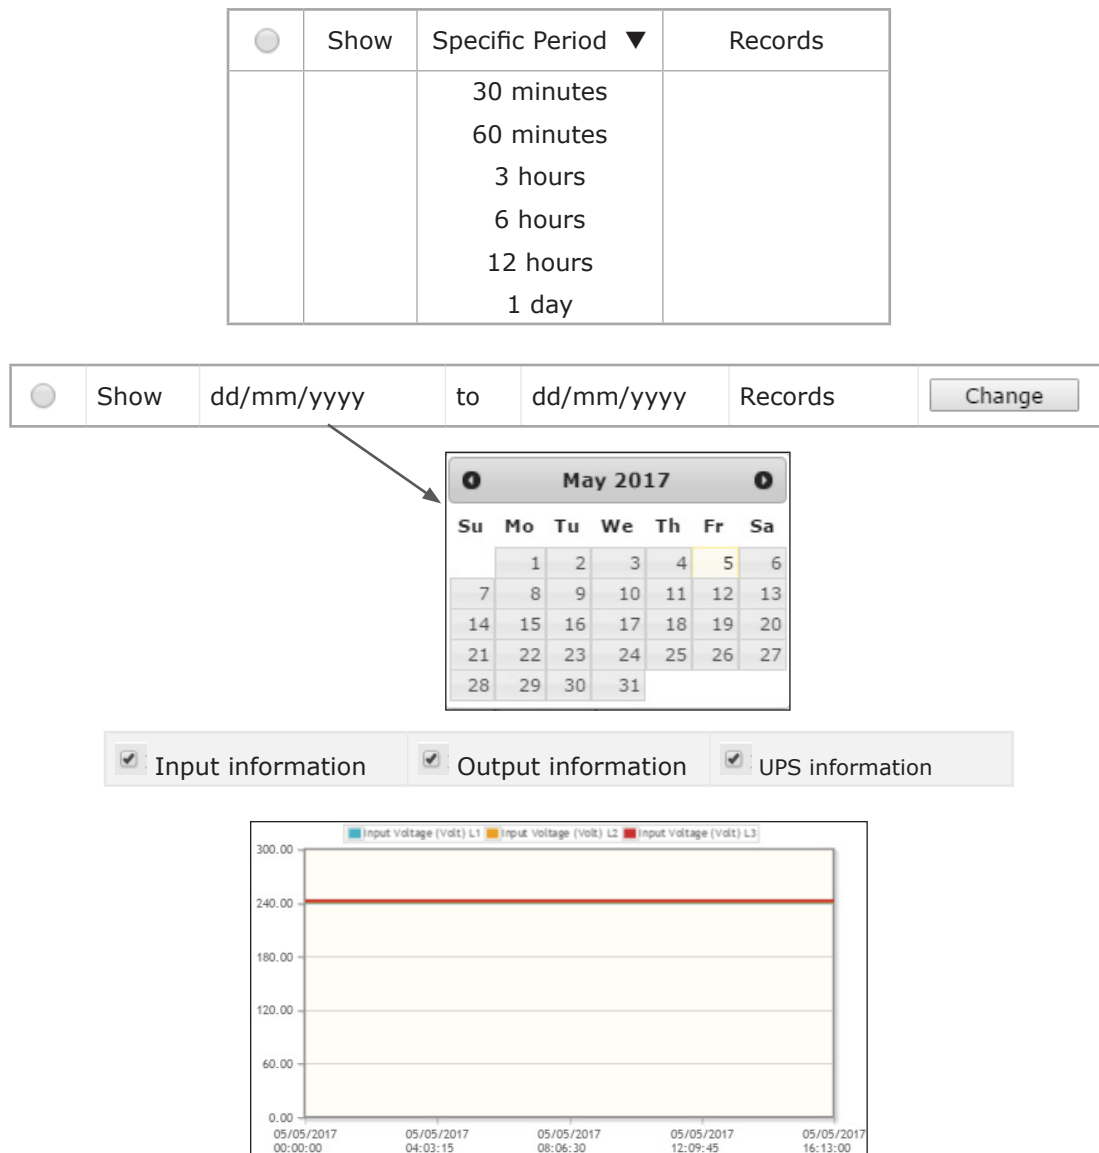 Show Specific Period ▼ Records
30 minutes
60 minutes
3 hours
6 hours
12 hours
1 day
Show dd/mm/yyyy to dd/mm/yyyy Records Change
May 2017
Su Mo Tu We Th Fr Sa
1 2 3 4 5 6
7 8 9 10 11 12 13
14 15 16 17 18 19 20
21 22 23 24 25 26 27
28 29 30 31
Input information Output information UPS information
Input Voltage (Volt) L1 Input Voltage (Volt) L2 Input Voltage (Volt) L3
300.00
240.00
180.00
120.00
60.00
0.00
05/05/2017 05/05/2017 05/05/2017 05/05/2017 05/05/2017
00:00:00 04:03:15 08:06:30 12:09:45 16:13:00